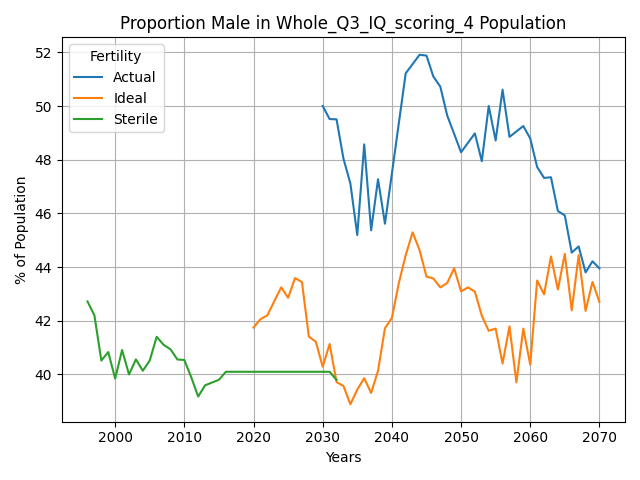 Proportion Male in Whole_Q3_IQ_scoring_4 Population
Fertility
Actual
Ideal
Sterile
% of Population
52
50
48
46
44
42
40
2000
2010
2020
2030
2040
2050
2060
2070
Years